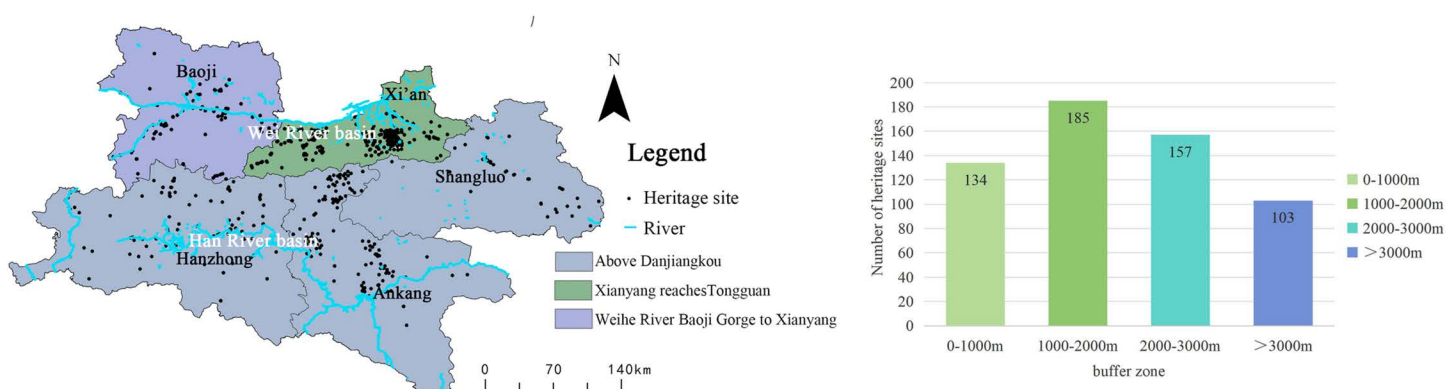 Baoji
Xi'an
Wei River basin
Shangluo
Han River basin
Hanzhong
Ankang
N
Legend
Heritage site
River
Above Danjiangkou
Xianyang reachesTongguan
Weihe River Baoji Gorge to Xianyang
0 70 140km
Number of heritage sites
200
180
160
140
120
100
80
60
40
20
0
134
185
157
103
0-1000m 1000-2000m 2000-3000m >3000m
buffer zone
0-1000m
1000-2000m
2000-3000m
>3000m